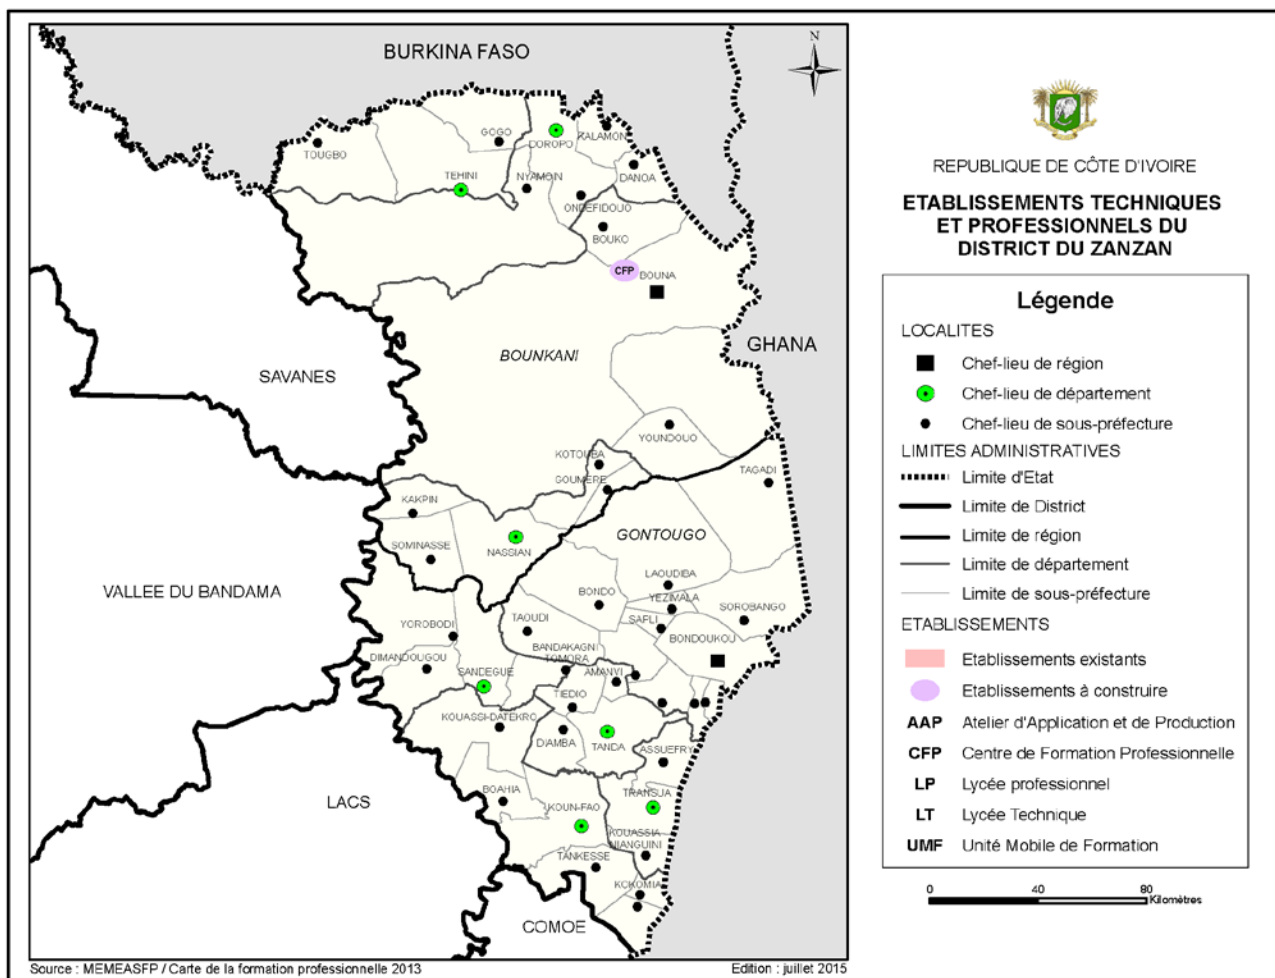 BURKINA FASO
N
TOUGBO
GOGO
DOROPO
KALAMON
TEHINI
NYAMOIN
DANOA
ONDEFIDOUO
BOUKO
CFP
BOUNA
BOUNKANI
GHANA
SAVANES
YOUNDOUO
KOTOUBA
GOUMERE
TAGADI
KAKPIN
GONTOUGO
SOMINASSE
NASSIAN
LAOUDIBA
VALLEE DU BANDAMA
BONDO
YEZIMALA
SOROBANGO
TAOUDI
SAPLI
YOROBODI
BONDOUKOU
BANDAKAGNI
TOMORA
DIMANDOUGOU
SANDEGUE
AMANVI
TIEDIO
KOUASSI-DATEKRO
DIAMBA
TANDA
ASSUEFRY
BOAHIA
TRANSUA
LACS
KOUN-FAO
KOUASSIA
NIANGUINI
TANKESSE
KOKOMIA
COMOE
Source : MEMEASFP / Carte de la formation professionnelle 2013
Edition : juillet 2015
REPUBLIQUE DE CÔTE D'IVOIRE
ETABLISSEMENTS TECHNIQUES
ET PROFESSIONNELS DU
DISTRICT DU ZANZAN
Légende
LOCALITES
Chef-lieu de région
Chef-lieu de département
Chef-lieu de sous-préfecture
LIMITES ADMINISTRATIVES
Limite d'Etat
Limite de District
Limite de région
Limite de département
Limite de sous-préfecture
ETABLISSEMENTS
Etablissements existants
Etablissements à construire
AAP Atelier d'Application et de Production
CFP Centre de Formation Professionnelle
LP Lycée professionnel
LT Lycée Technique
UMF Unité Mobile de Formation
0 40 80
Kilomètres